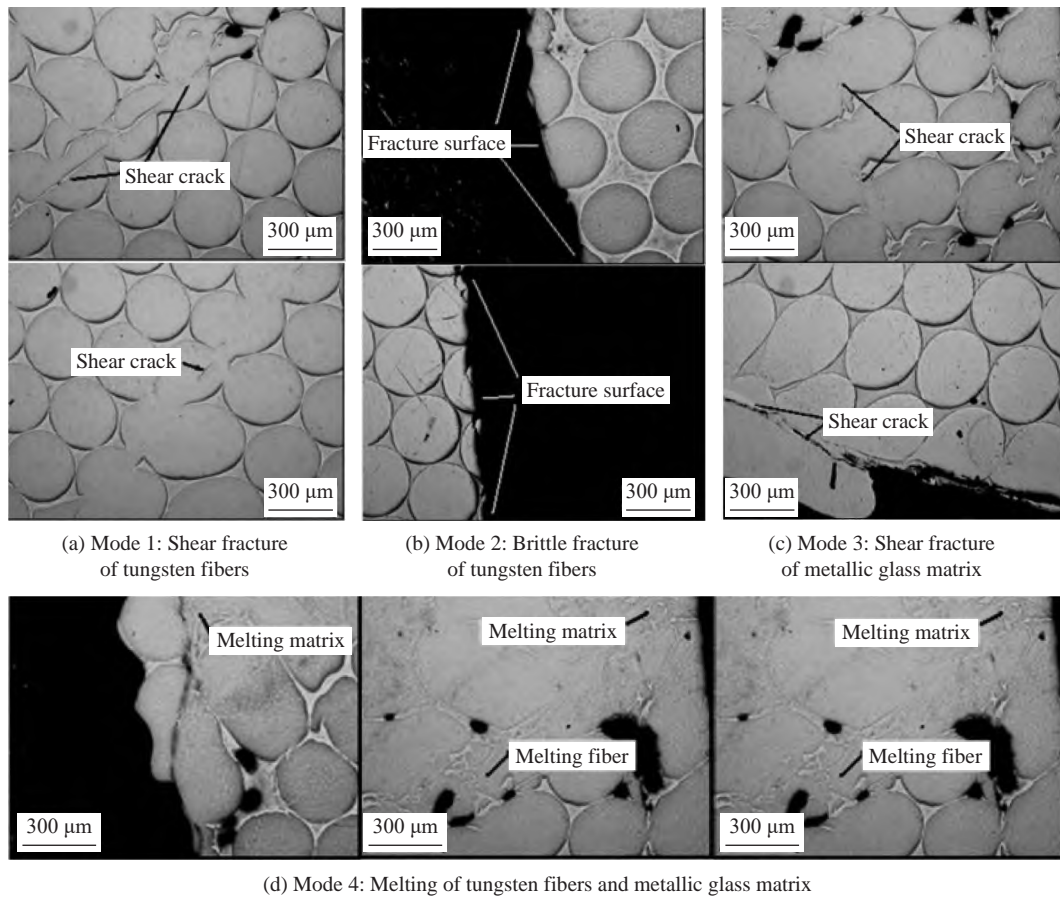 Shear crack
300 μm
Shear crack
300 μm
Fracture surface
300 μm
Fracture surface
300 μm
Shear crack
300 μm
Shear crack
300 μm
(a) Mode 1: Shear fracture
of tungsten fibers
(b) Mode 2: Brittle fracture
of tungsten fibers
(c) Mode 3: Shear fracture
of metallic glass matrix
Melting matrix
300 μm
Melting matrix
Melting fiber
300 μm
Melting matrix
Melting fiber
300 μm
(d) Mode 4: Melting of tungsten fibers and metallic glass matrix